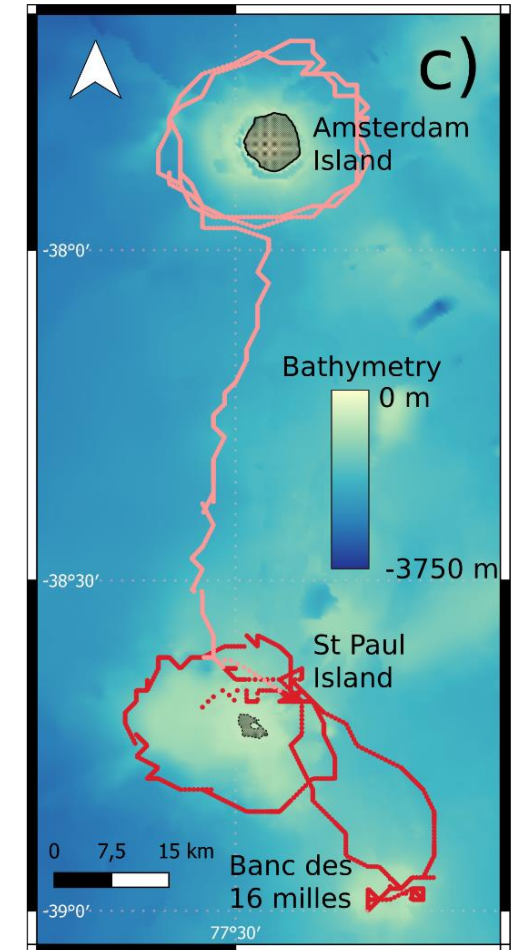 c)
Amsterdam
Island
-38°0'
Bathymetry
0 m
-3750 m
-38°30'
St Paul
Island
0 7,5 15 km
Banc des
16 milles
-39°0'
77°30'